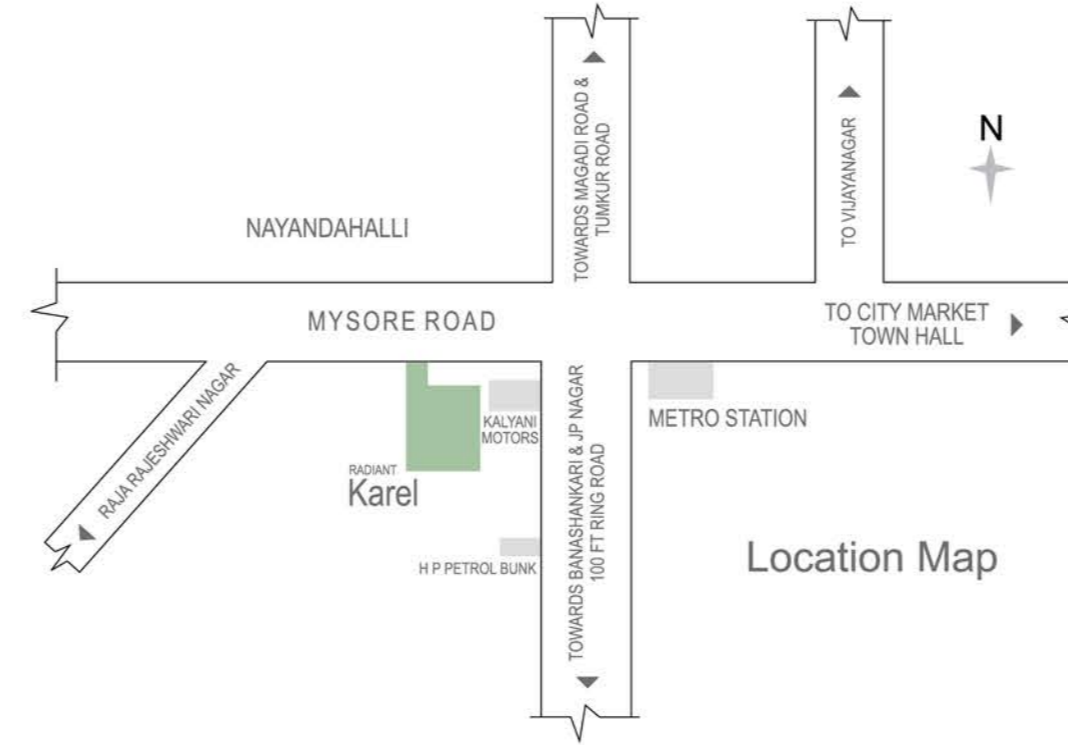 TOWARDS MAGADI ROAD &
TUMKUR ROAD
TO VIJAYANAGAR
N
NAYANDAHALLI
MYSORE ROAD
TO CITY MARKET
TOWN HALL
RAJA RAJESHWARI NAGAR
KALYANI
MOTORS
METRO STATION
RADIANT
Karel
TOWARDS BANASHANKARI & JP NAGAR
100 FT RING ROAD
H P PETROL BUNK
Location Map